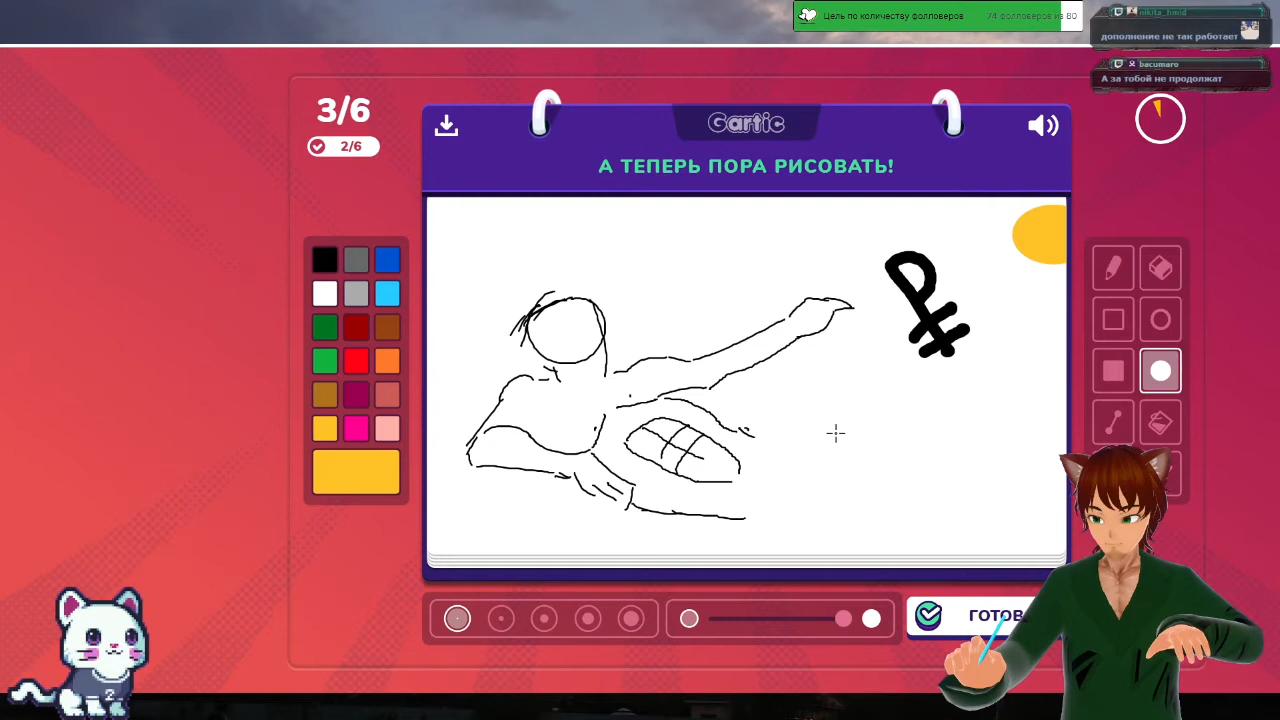 Цель по количеству фолловеров 74 фолловеров из 80
nikita_hmid
дополнение не так работает
bacumaro
А за тобой не продолжат
3/6
2/6
Gartic
А ТЕПЕРЬ ПОРА РИСОВАТЬ!
₽
ГОТОВ
2